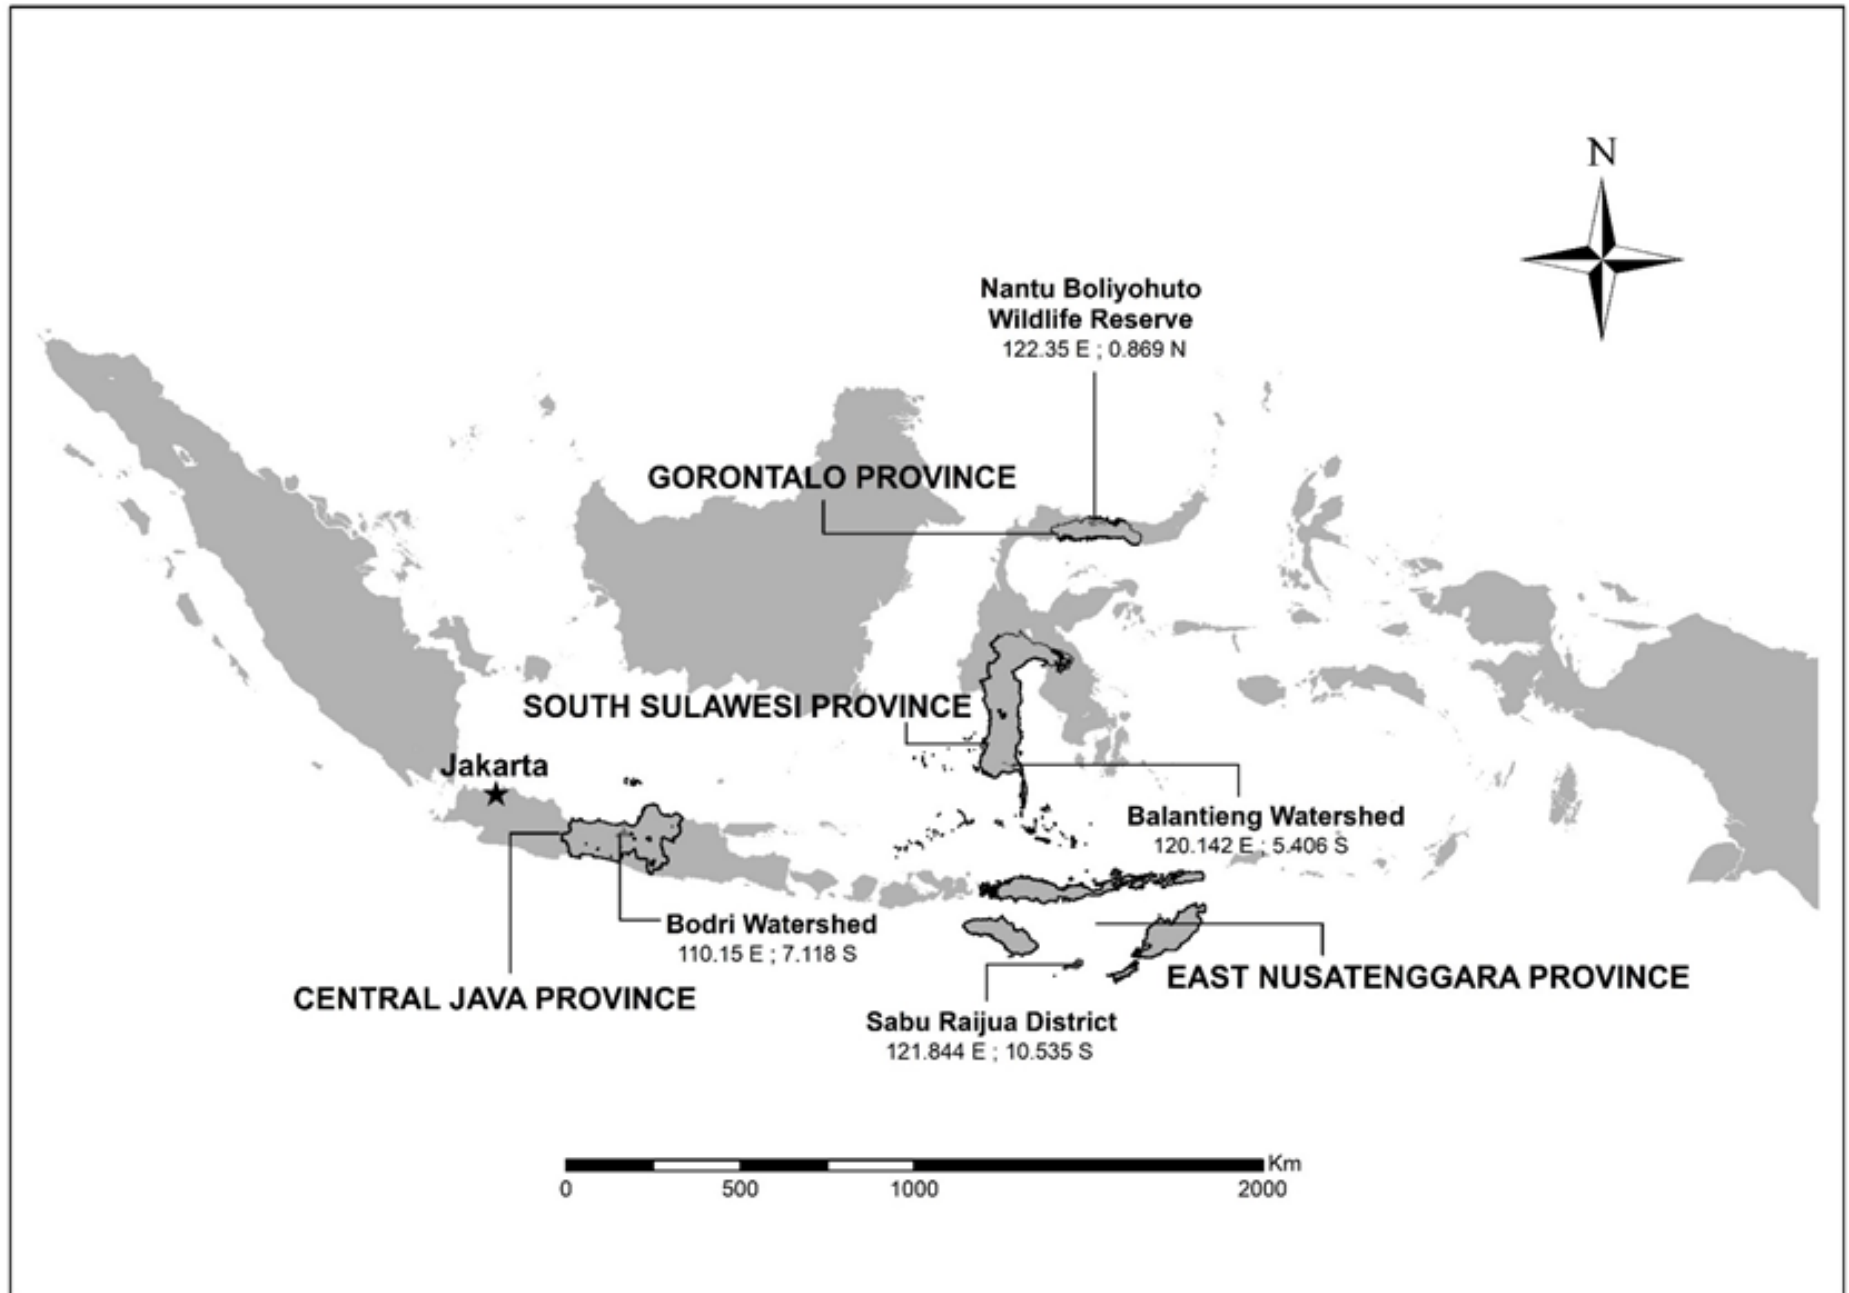 N
Nantu Boliyohuto
Wildlife Reserve
122.35 E ; 0.869 N
GORONTALO PROVINCE
SOUTH SULAWESI PROVINCE
Jakarta
Balantieng Watershed
120.142 E ; 5.406 S
Bodri Watershed
110.15 E ; 7.118 S
EAST NUSATENGGARA PROVINCE
CENTRAL JAVA PROVINCE
Sabu Raijua District
121.844 E ; 10.535 S
Km
0 500 1000 2000